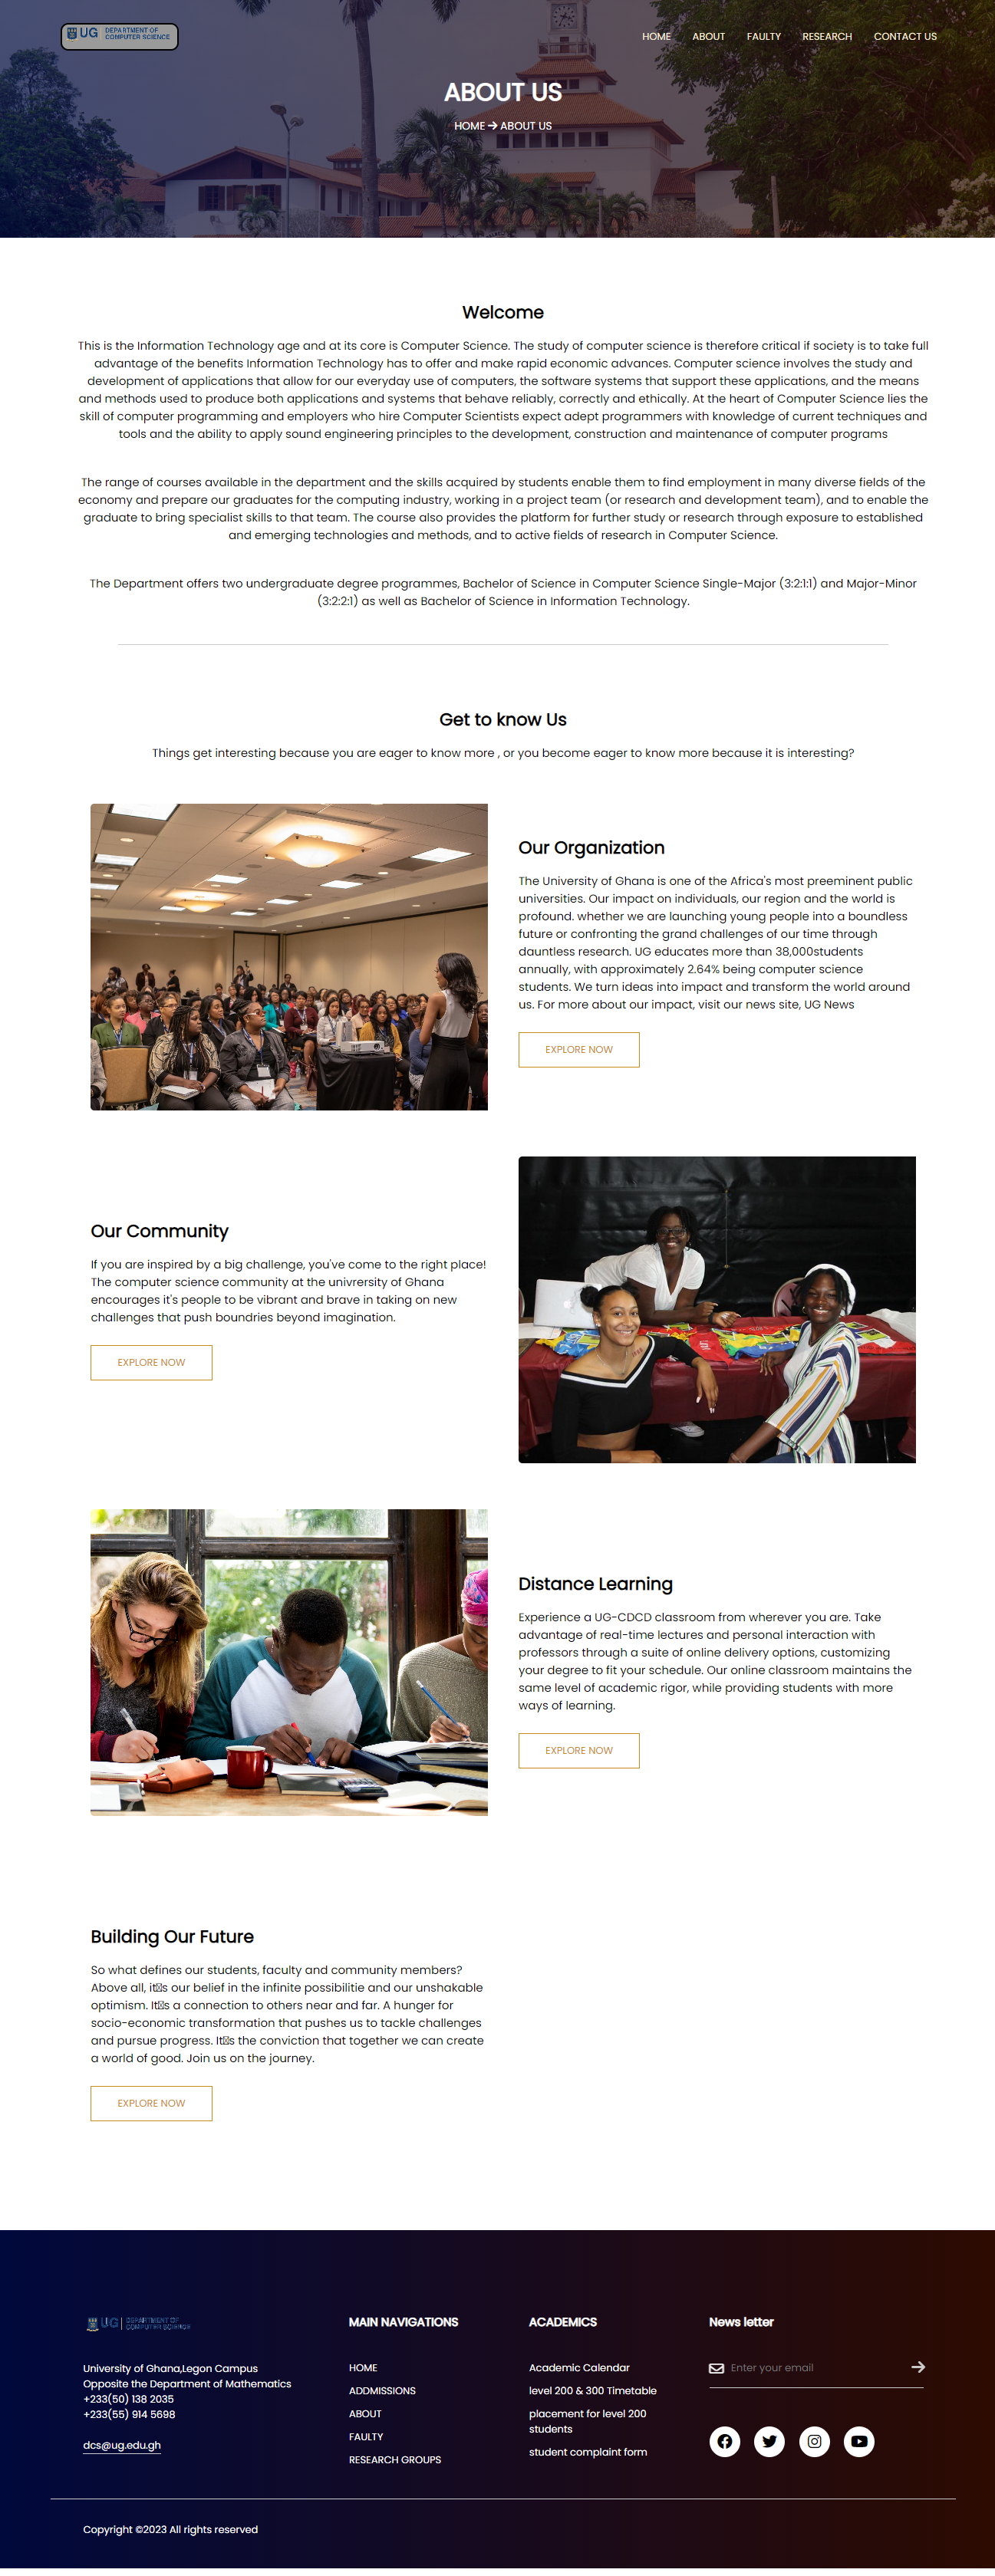 UG DEPARTMENT OF
COMPUTER SCIENCE
HOME ABOUT FAULTY RESEARCH CONTACT US
ABOUT US
HOME → ABOUT US
Welcome
This is the Information Technology age and at its core is Computer Science. The study of computer science is therefore critical if society is to take full
advantage of the benefits Information Technology has to offer and make rapid economic advances. Computer science involves the study and
development of applications that allow for our everyday use of computers, the software systems that support these applications, and the means
and methods used to produce both applications and systems that behave reliably, correctly and ethically. At the heart of Computer Science lies the
skill of computer programming and employers who hire Computer Scientists expect adept programmers with knowledge of current techniques and
tools and the ability to apply sound engineering principles to the development, construction and maintenance of computer programs
The range of courses available in the department and the skills acquired by students enable them to find employment in many diverse fields of the
economy and prepare our graduates for the computing industry, working in a project team (or research and development team), and to enable the
graduate to bring specialist skills to that team. The course also provides the platform for further study or research through exposure to established
and emerging technologies and methods, and to active fields of research in Computer Science.
The Department offers two undergraduate degree programmes, Bachelor of Science in Computer Science Single-Major (3:2:1:1) and Major-Minor
(3:2:2:1) as well as Bachelor of Science in Information Technology.
Get to know Us
Things get interesting because you are eager to know more , or you become eager to know more because it is interesting?
Our Organization
The University of Ghana is one of the Africa's most preeminent public
universities. Our impact on individuals, our region and the world is
profound. whether we are launching young people into a boundless
future or confronting the grand challenges of our time through
dauntless research. UG educates more than 38,000students
annually, with approximately 2.64% being computer science
students. We turn ideas into impact and transform the world around
us. For more about our impact, visit our news site, UG News
EXPLORE NOW
Our Community
If you are inspired by a big challenge, you've come to the right place!
The computer science community at the univrersity of Ghana
encourages it's people to be vibrant and brave in taking on new
challenges that push boundries beyond imagination.
EXPLORE NOW
Distance Learning
Experience a UG-CDCD classroom from wherever you are. Take
advantage of real-time lectures and personal interaction with
professors through a suite of online delivery options, customizing
your degree to fit your schedule. Our online classroom maintains the
same level of academic rigor, while providing students with more
ways of learning.
EXPLORE NOW
Building Our Future
So what defines our students, faculty and community members?
Above all, it▯s our belief in the infinite possibilitie and our unshakable
optimism. It▯s a connection to others near and far. A hunger for
socio-economic transformation that pushes us to tackle challenges
and pursue progress. It▯s the conviction that together we can create
a world of good. Join us on the journey.
EXPLORE NOW
UG DEPARTMENT OF
COMPUTER SCIENCE
University of Ghana,Legon Campus
Opposite the Department of Mathematics
+233(50) 138 2035
+233(55) 914 5698
dcs@ug.edu.gh
MAIN NAVIGATIONS
HOME
ADDMISSIONS
ABOUT
FAULTY
RESEARCH GROUPS
ACADEMICS
Academic Calendar
level 200 & 300 Timetable
placement for level 200
students
student complaint form
News letter
Enter your email
Copyright ©2023 All rights reserved